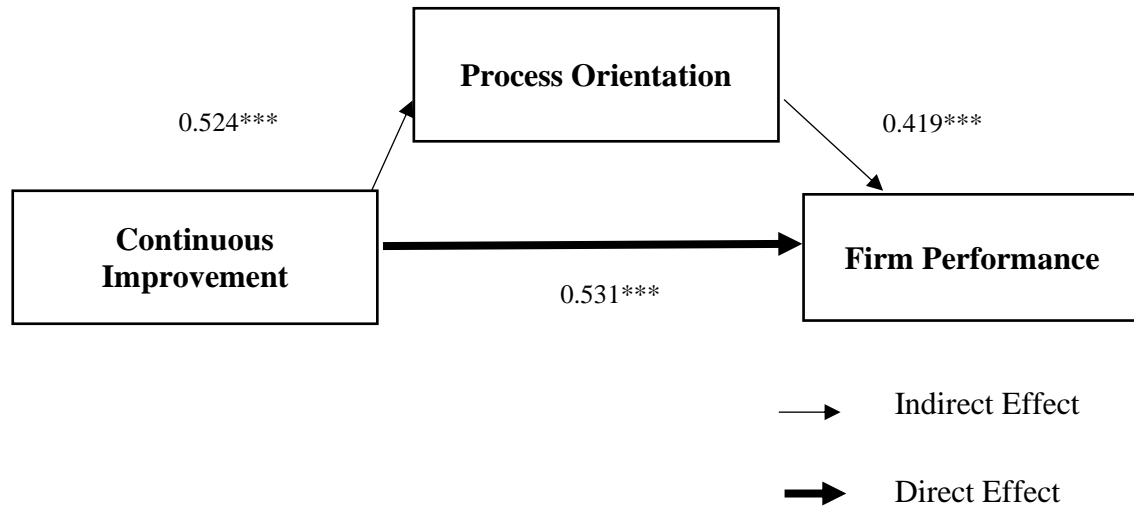 Process Orientation
0.524***
0.419***
Continuous
Improvement
Firm Performance
0.531***
Indirect Effect
Direct Effect